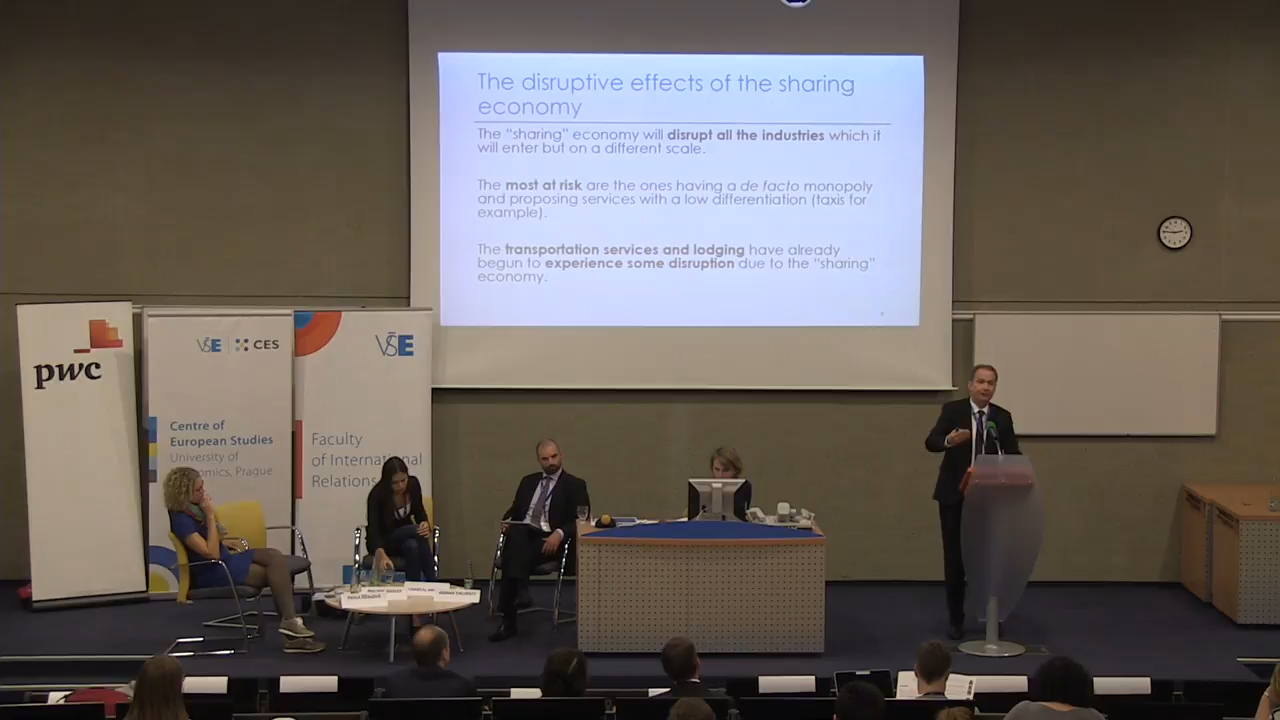 The disruptive effects of the sharing
economy
The "sharing" economy will disrupt all the industries which it
will enter but on a different scale.
The most at risk are the ones having a de facto monopoly
and proposing services with a low differentiation (taxis for
example).
The transportation services and lodging have already
begun to experience some disruption due to the "sharing"
economy.
pwc
VŠE CES
Centre of
European Studies
University of
omics, Prague
VŠE
Faculty
of International
Relations